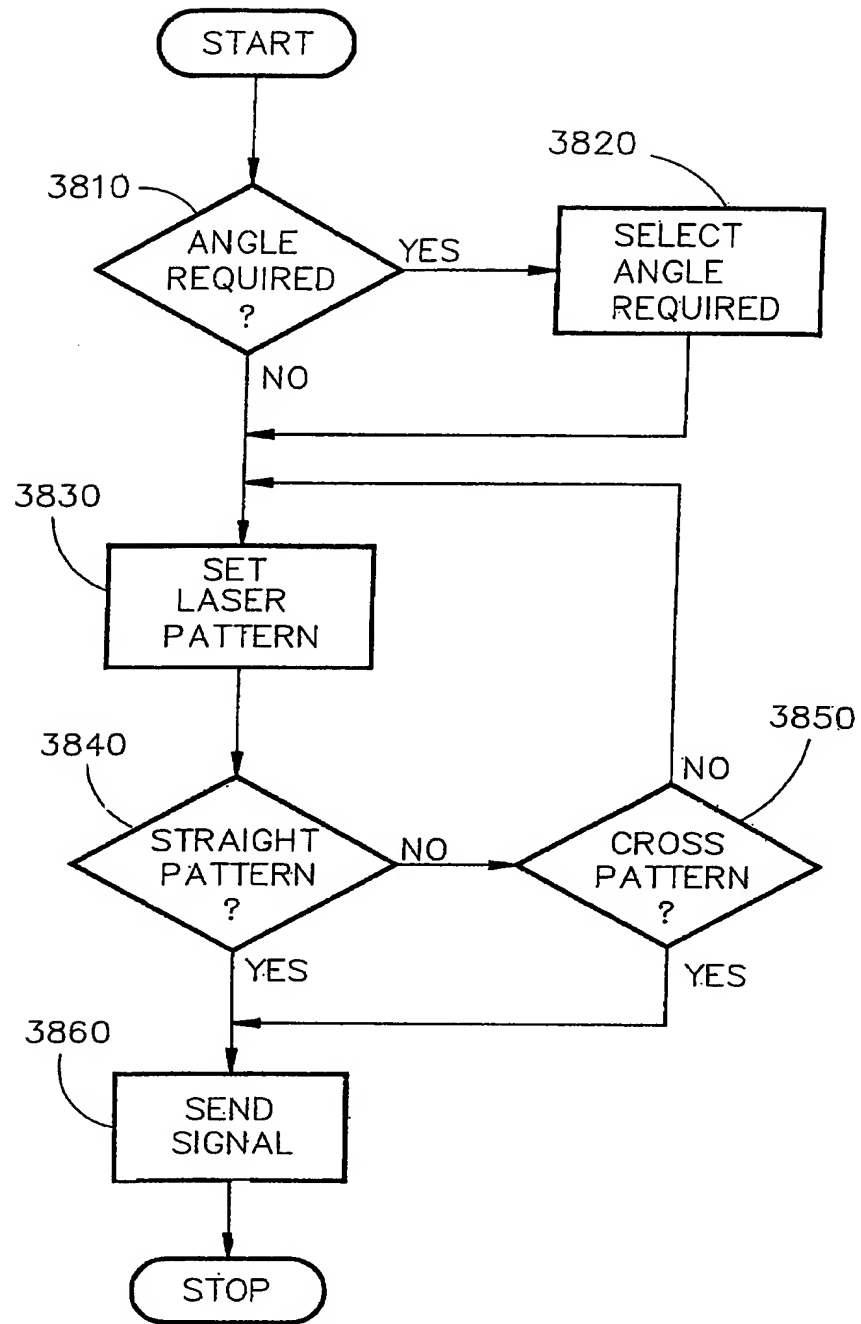 START
3810
ANGLE
REQUIRED
?
YES
NO
3820
SELECT
ANGLE
REQUIRED
3830
SET
LASER
PATTERN
3840
STRAIGHT
PATTERN
?
NO
YES
3850
CROSS
PATTERN
?
NO
YES
3860
SEND
SIGNAL
STOP